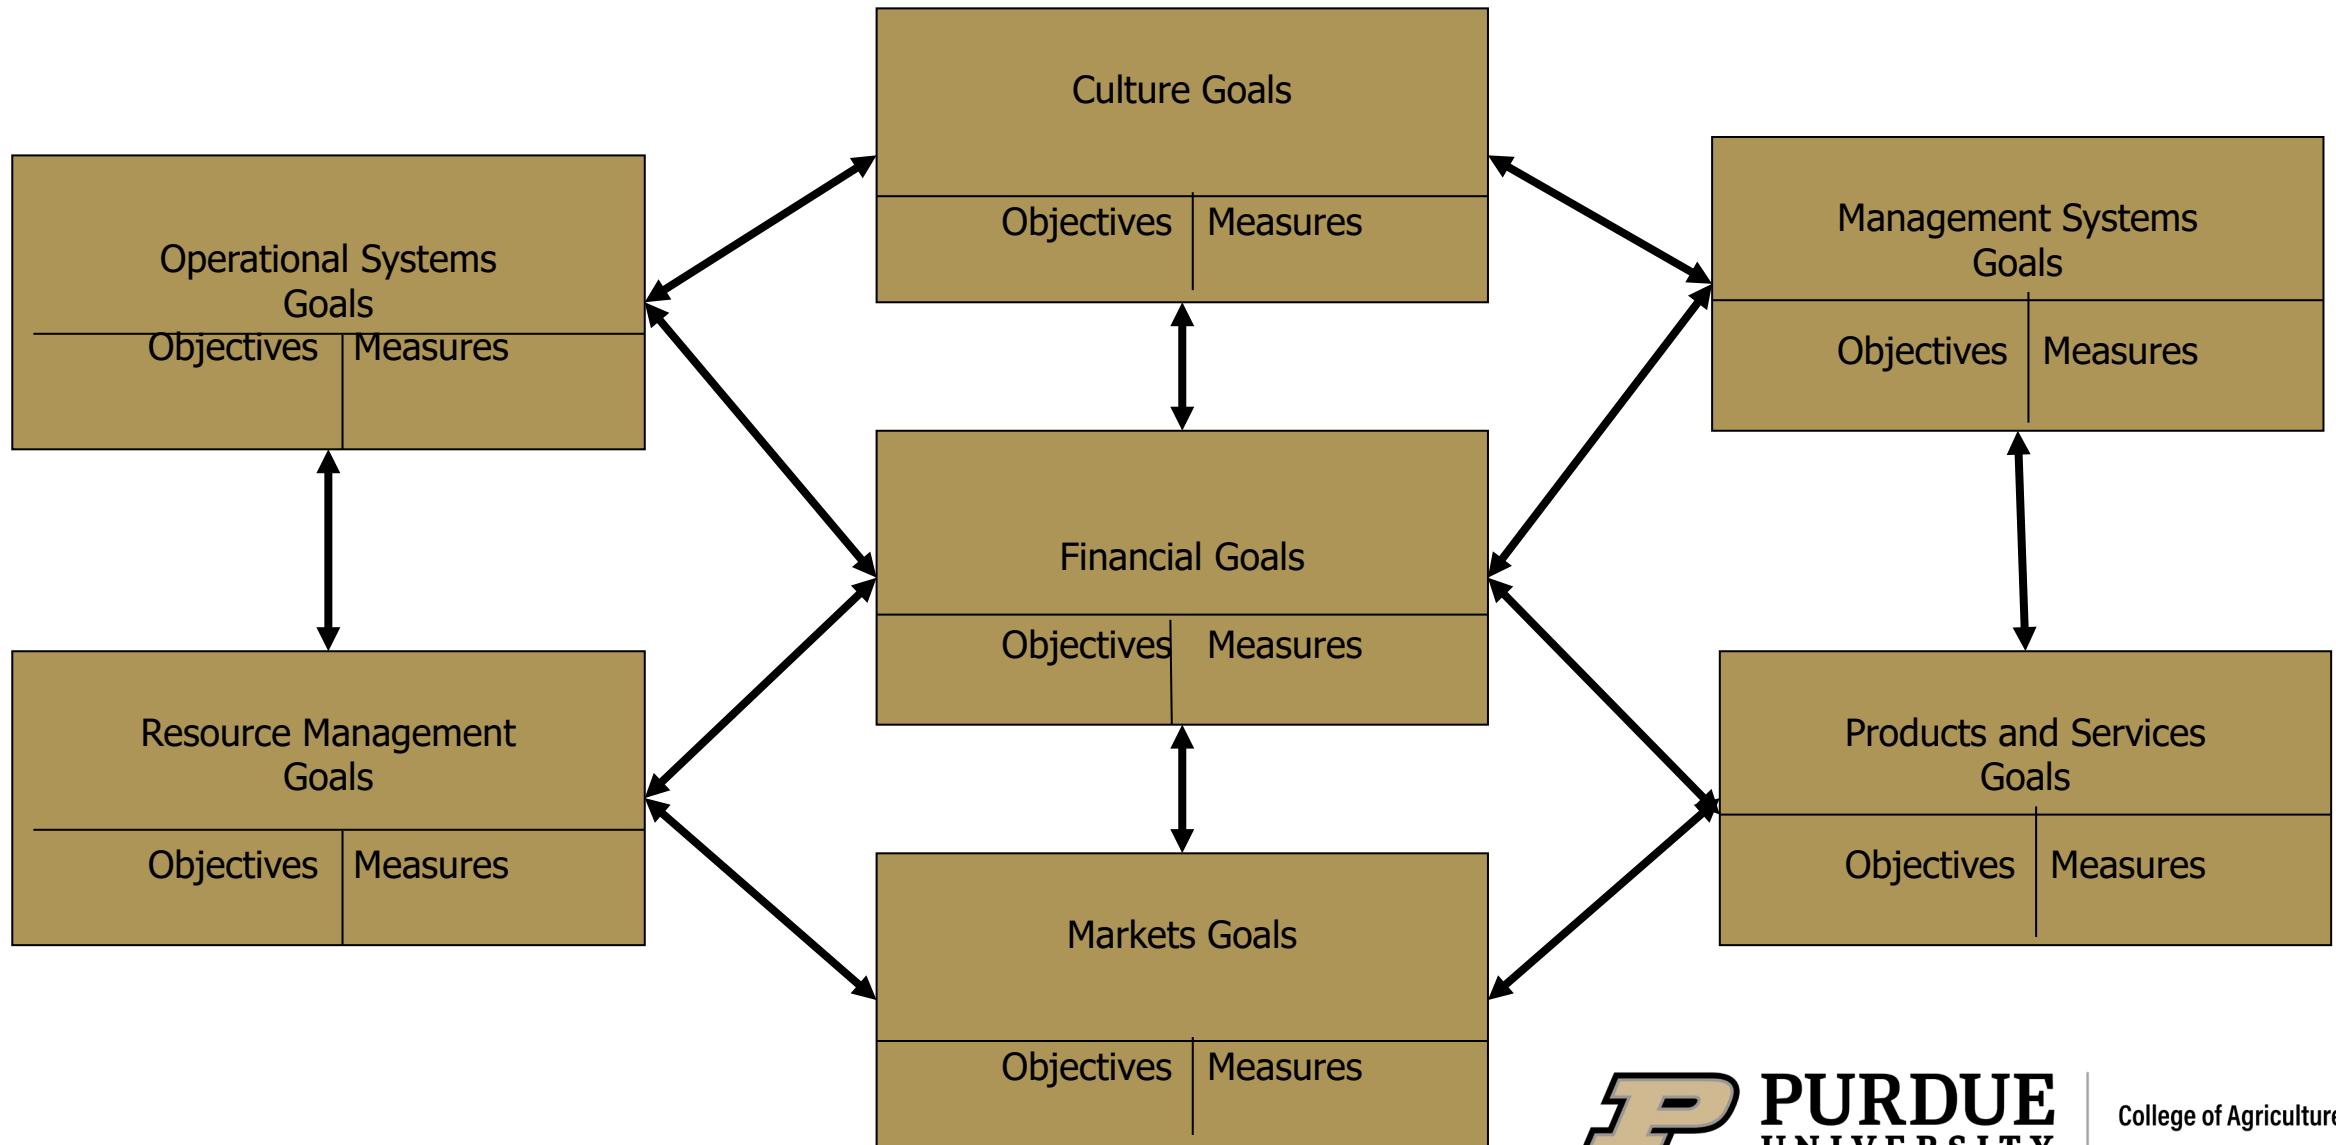 Culture Goals
Objectives Measures
Operational Systems
Goals
Objectives Measures
Management Systems
Goals
Objectives Measures
Financial Goals
Objectives Measures
Resource Management
Goals
Objectives Measures
Products and Services
Goals
Objectives Measures
Markets Goals
Objectives Measures
PURDUE
UNIVERSITY
College of Agriculture